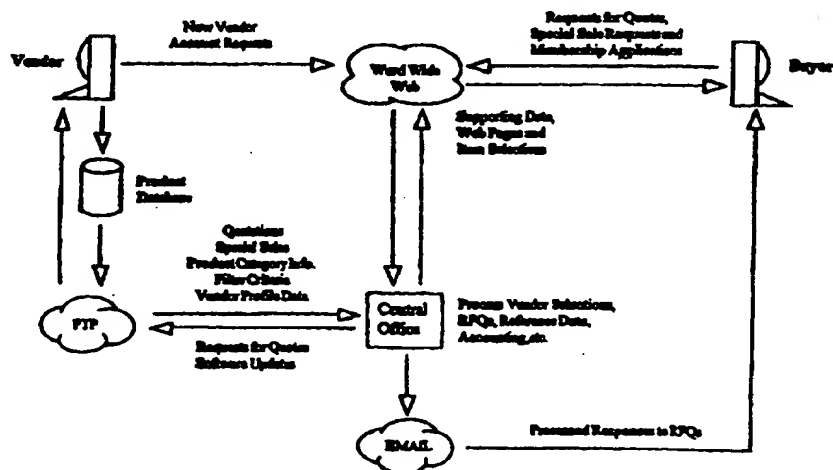 New Vendor
Account Requests
Requests for Quotes,
Special Sale Requests and
Membership Applications
Vendor
Word Wide
Web
Buyer
Supporting Data,
Web Pages and
Item Selections
Product
Database
Quotations
Special Sales
Product Category Info.
Filter Criteria
Vendor Profile Data
FTP
Central
Office
Process Vendor Selections,
RFQs, Reference Data,
Accounting, etc.
Requests for Quotes
Software Updates
EMAIL
Processed Responses to RFQs